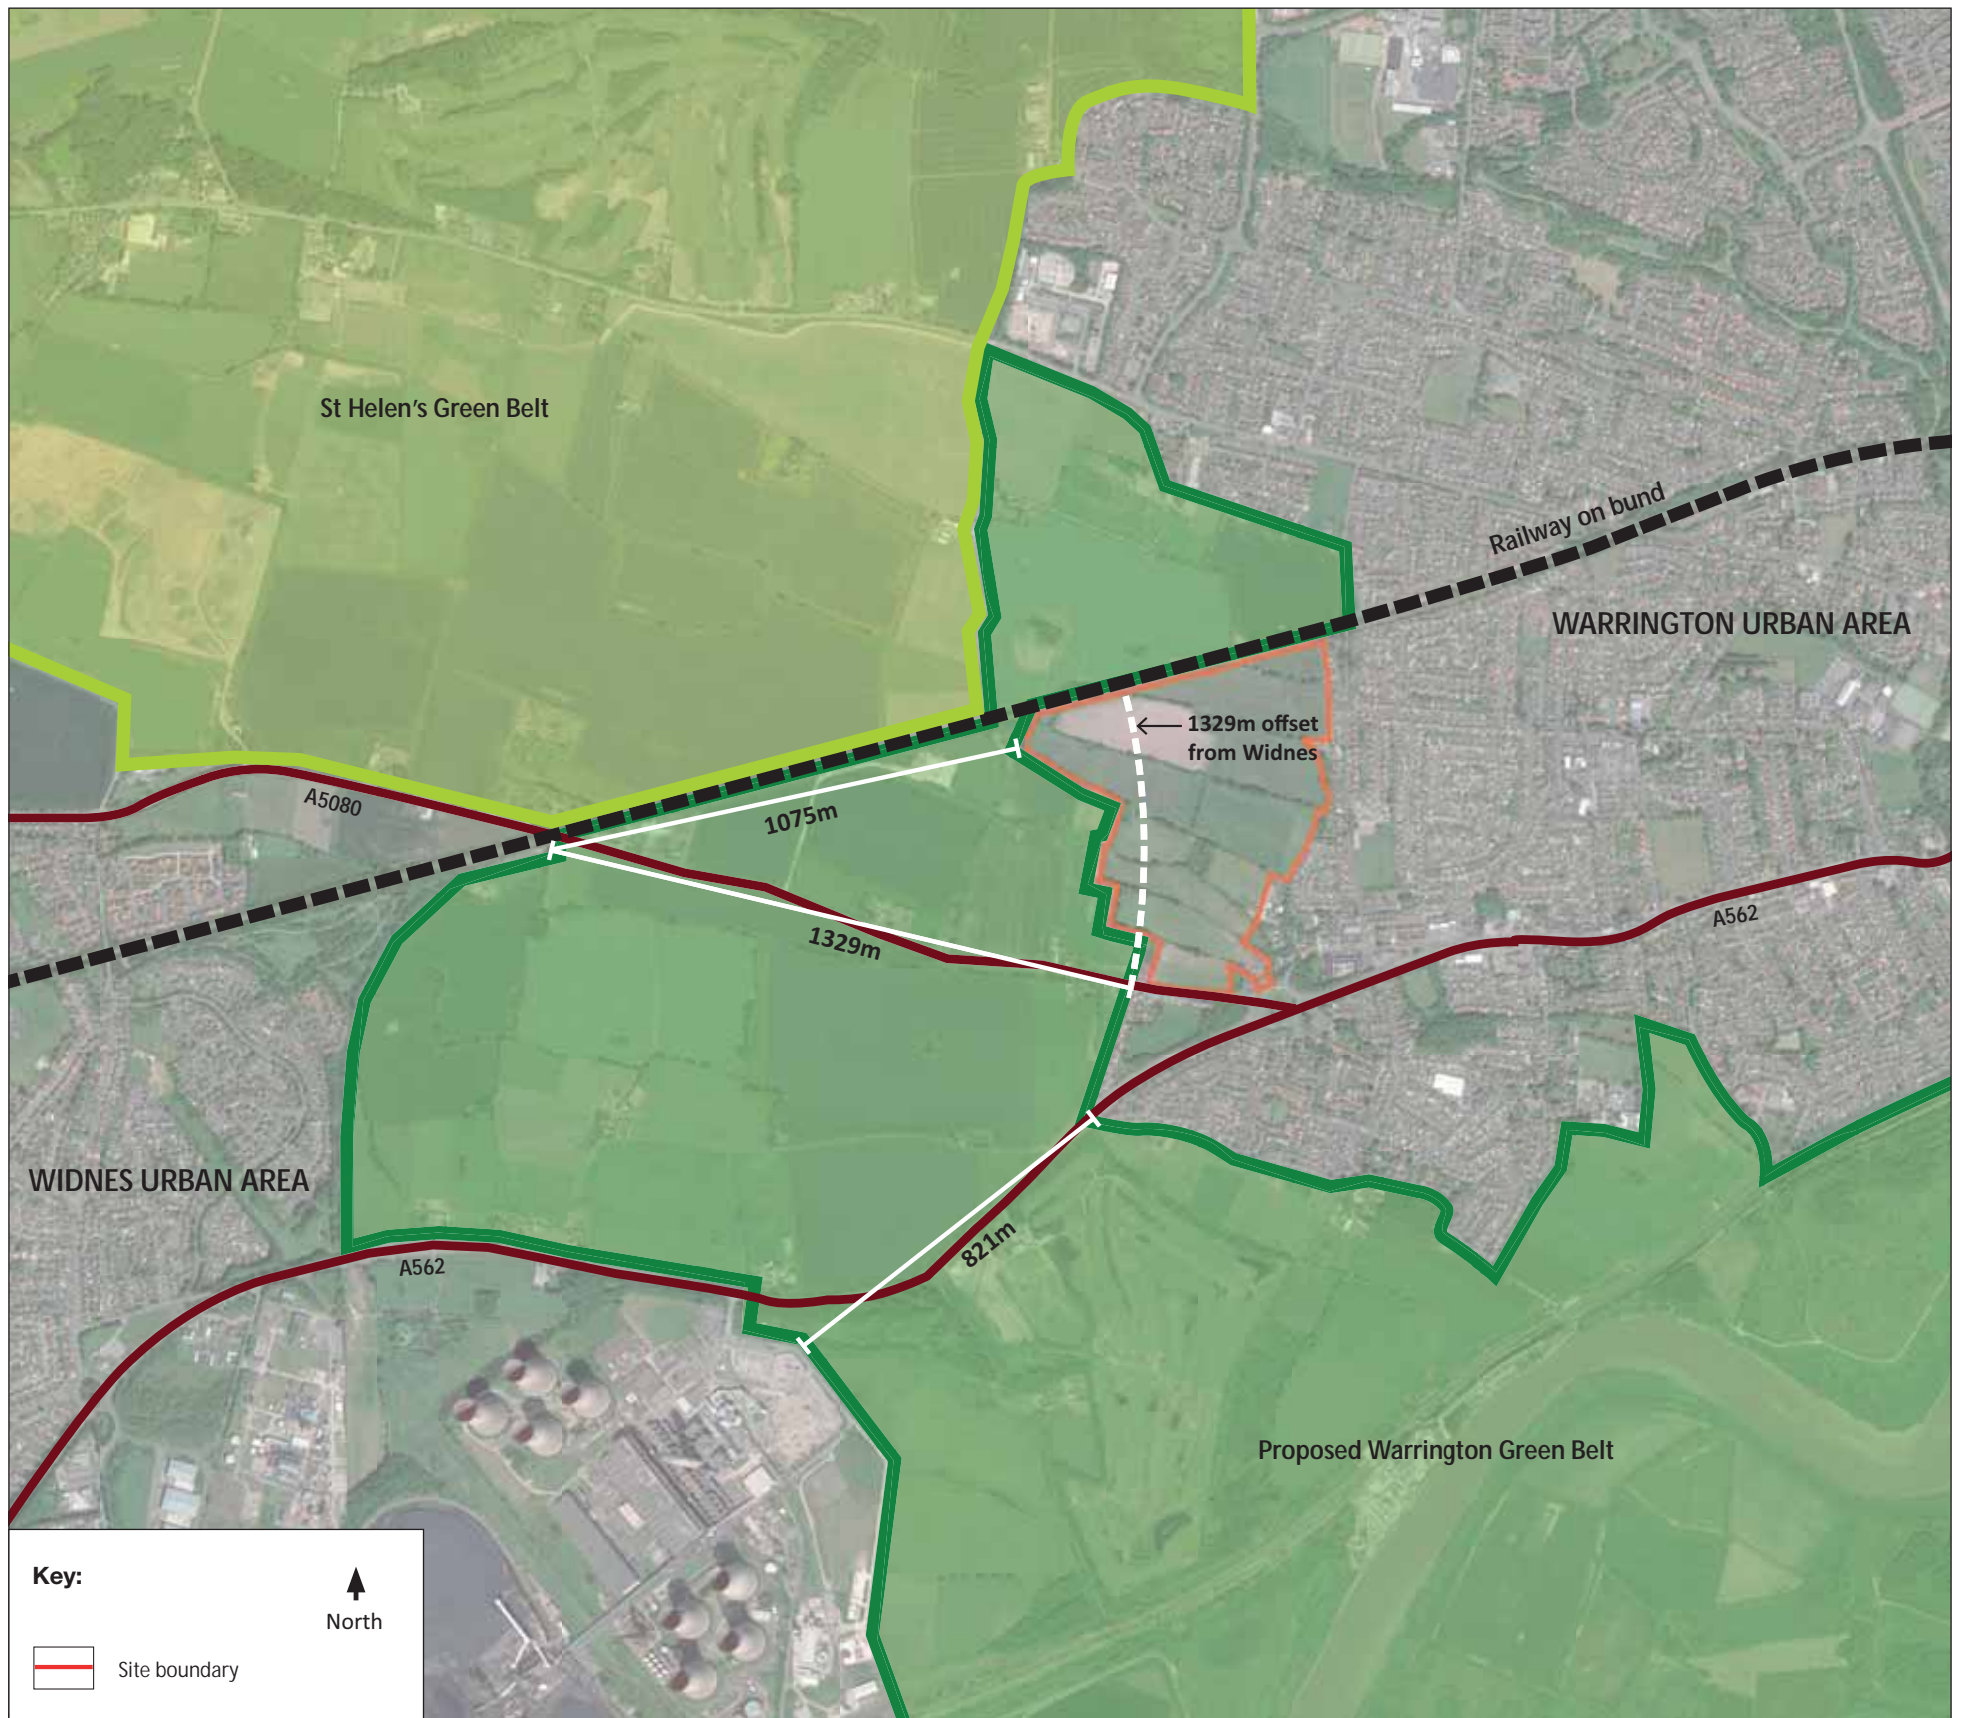 St Helen's Green Belt
Railway on bund
WARRINGTON URBAN AREA
1329m offset
from Widnes
A5080
1075m
A562
1329m
WIDNES URBAN AREA
821m
A562
Proposed Warrington Green Belt
Key:
North
Site boundary